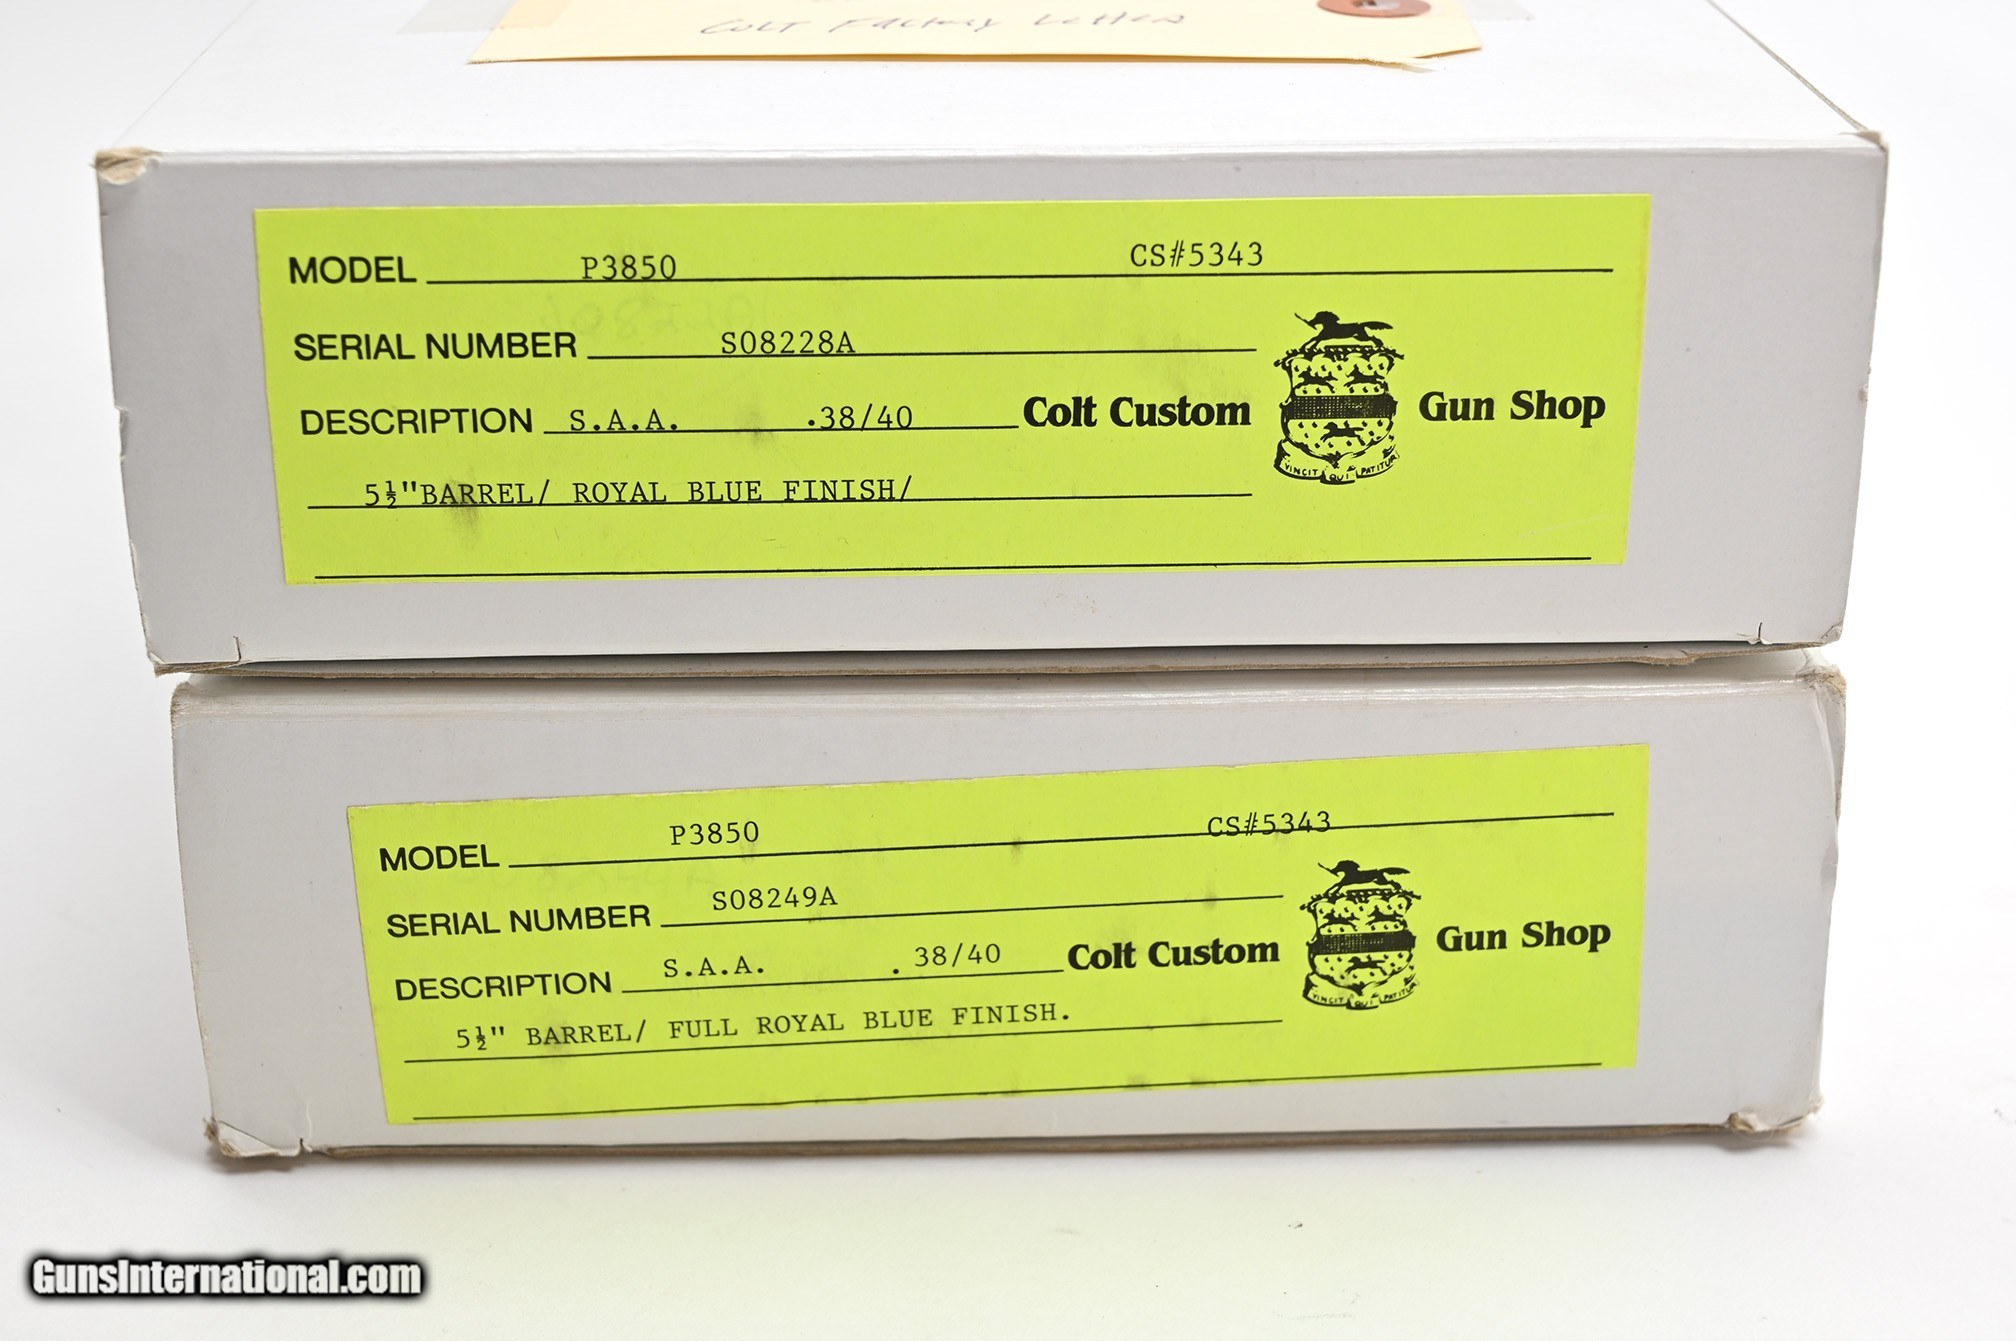 Colt Factory Letter
MODEL P3850 CS#5343
SERIAL NUMBER S08228A
DESCRIPTION S.A.A. .38/40 Colt Custom Gun Shop
VINCIT QUI PATITUR
5½"BARREL/ ROYAL BLUE FINISH/
MODEL P3850 CS#5343
SERIAL NUMBER S08249A
DESCRIPTION S.A.A. .38/40 Colt Custom Gun Shop
VINCIT QUI PATITUR
5½" BARREL/ FULL ROYAL BLUE FINISH.
GunsInternational.com